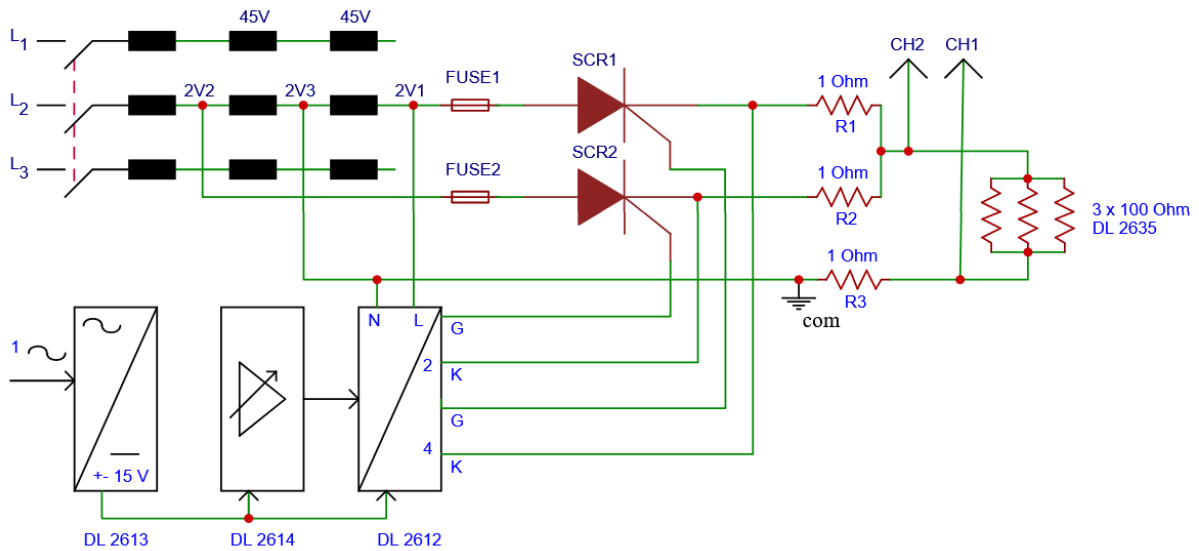 L1
45V
45V
CH2
CH1
SCR1
FUSE1
1 Ohm
R1
L2
2V2
2V3
2V1
SCR2
L3
FUSE2
1 Ohm
R2
3 x 100 Ohm
DL 2635
1 Ohm
R3
com
N
L
G
1
2
K
G
4
K
+- 15 V
DL 2613
DL 2614
DL 2612